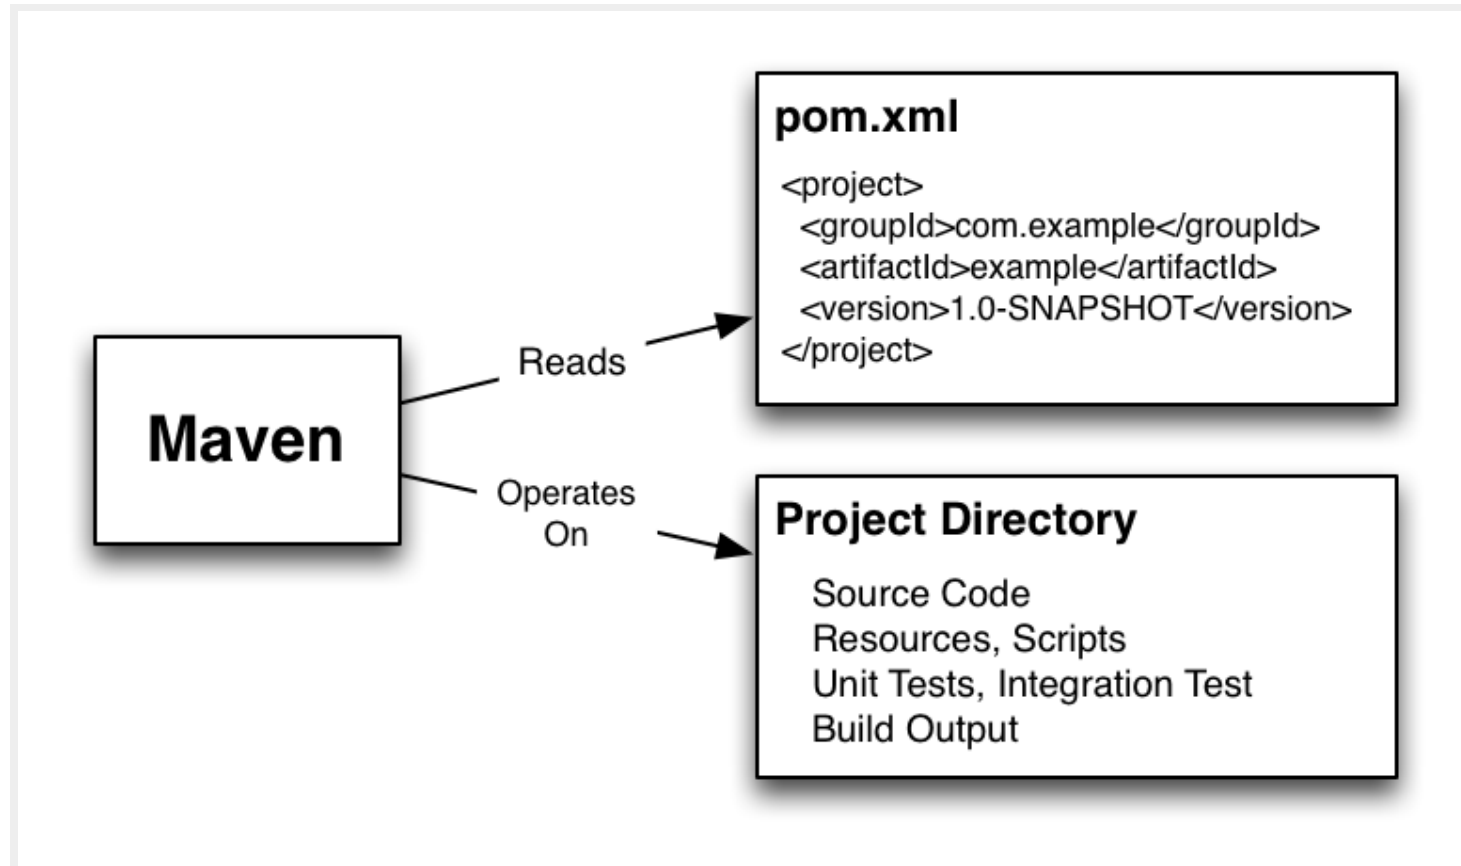 Maven
Reads
Operates
On
pom.xml
<project>
<groupId>com.example</groupId>
<artifactId>example</artifactId>
<version>1.0-SNAPSHOT</version>
</project>
Project Directory
Source Code
Resources, Scripts
Unit Tests, Integration Test
Build Output